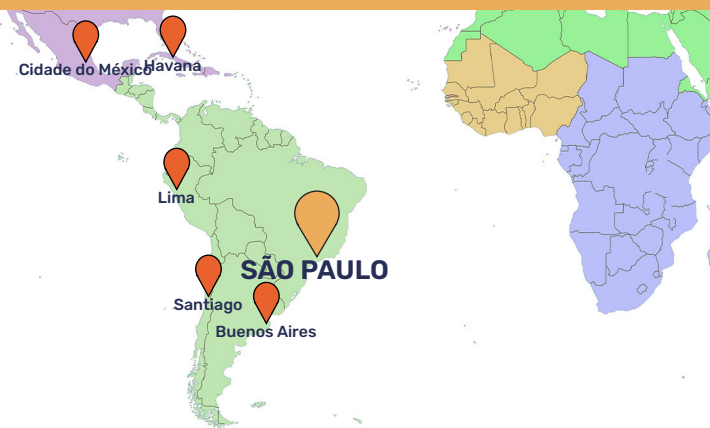 Cidade do México
Havana
Lima
SÃO PAULO
Santiago
Buenos Aires